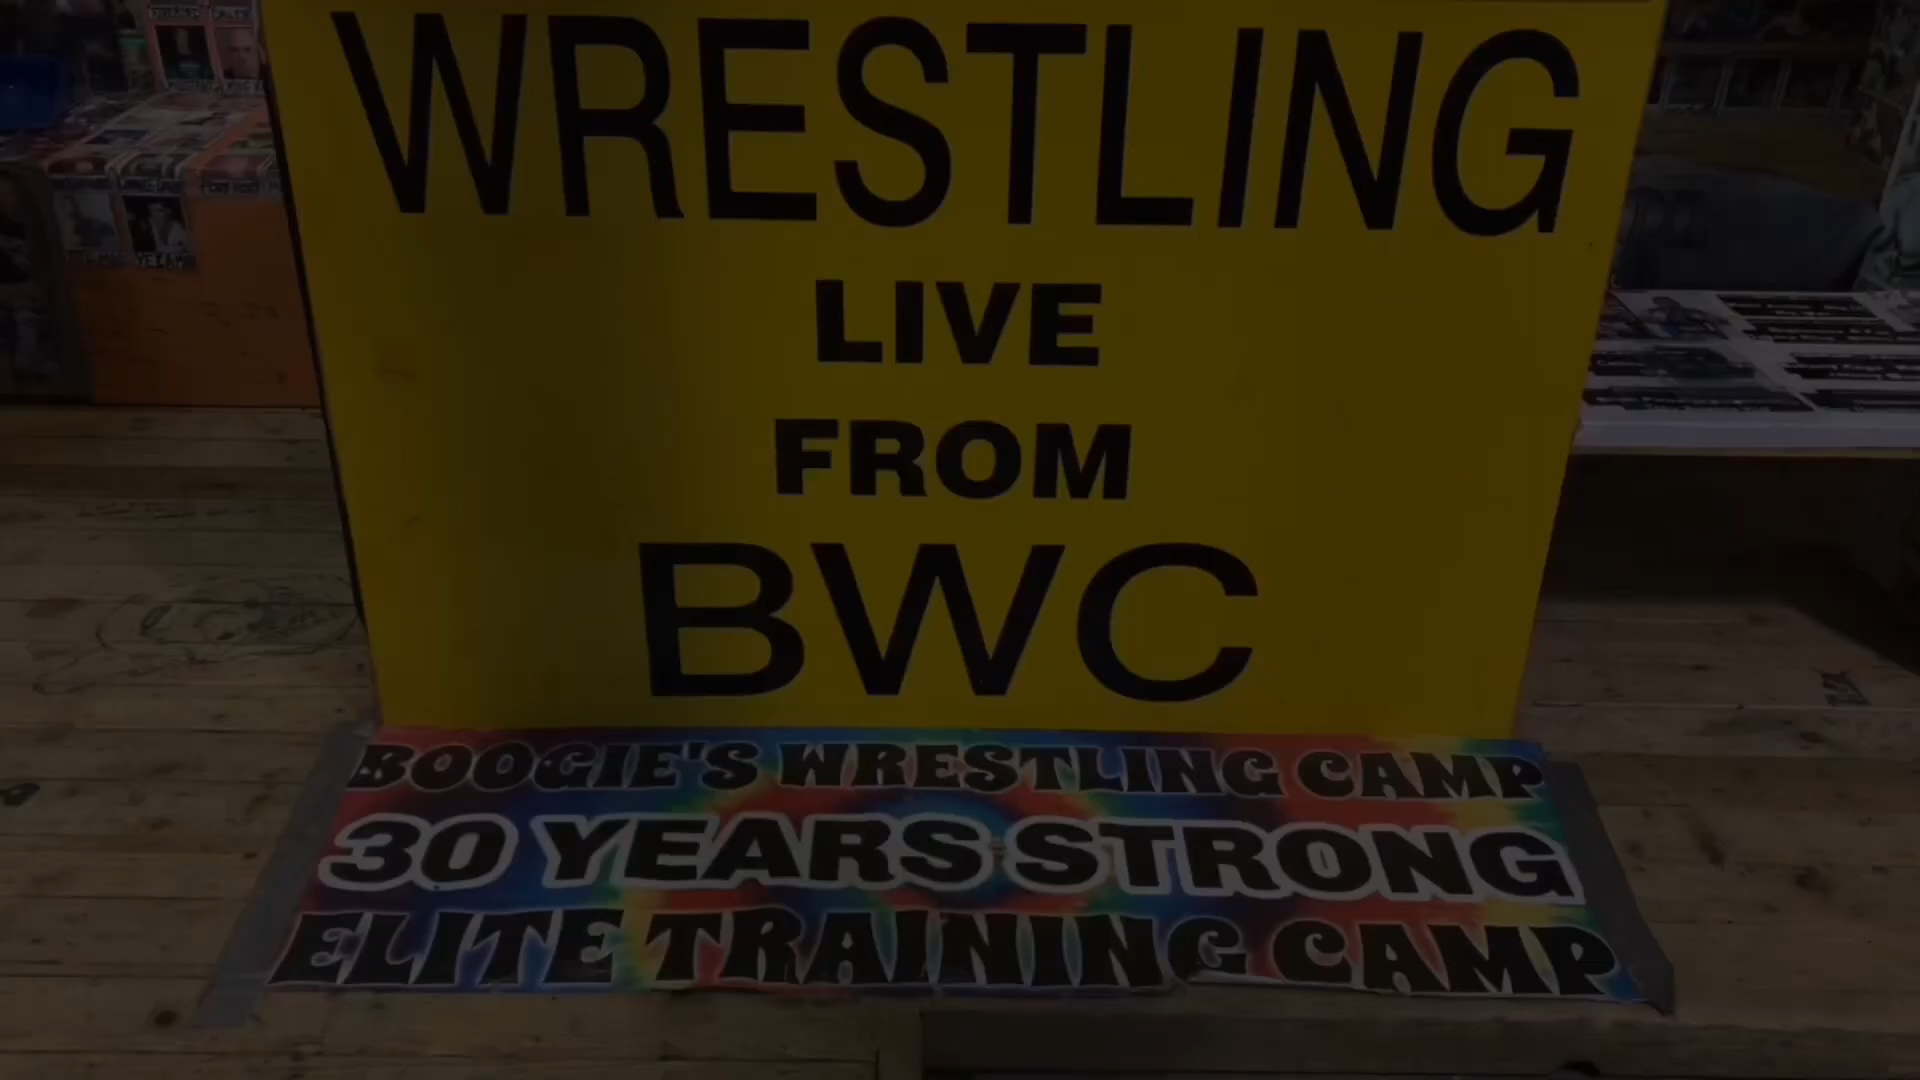 WRESTLING
LIVE
FROM
BWC
BOOGIE'S WRESTLING CAMP
30 YEARS STRONG
ELITE TRAINING CAMP